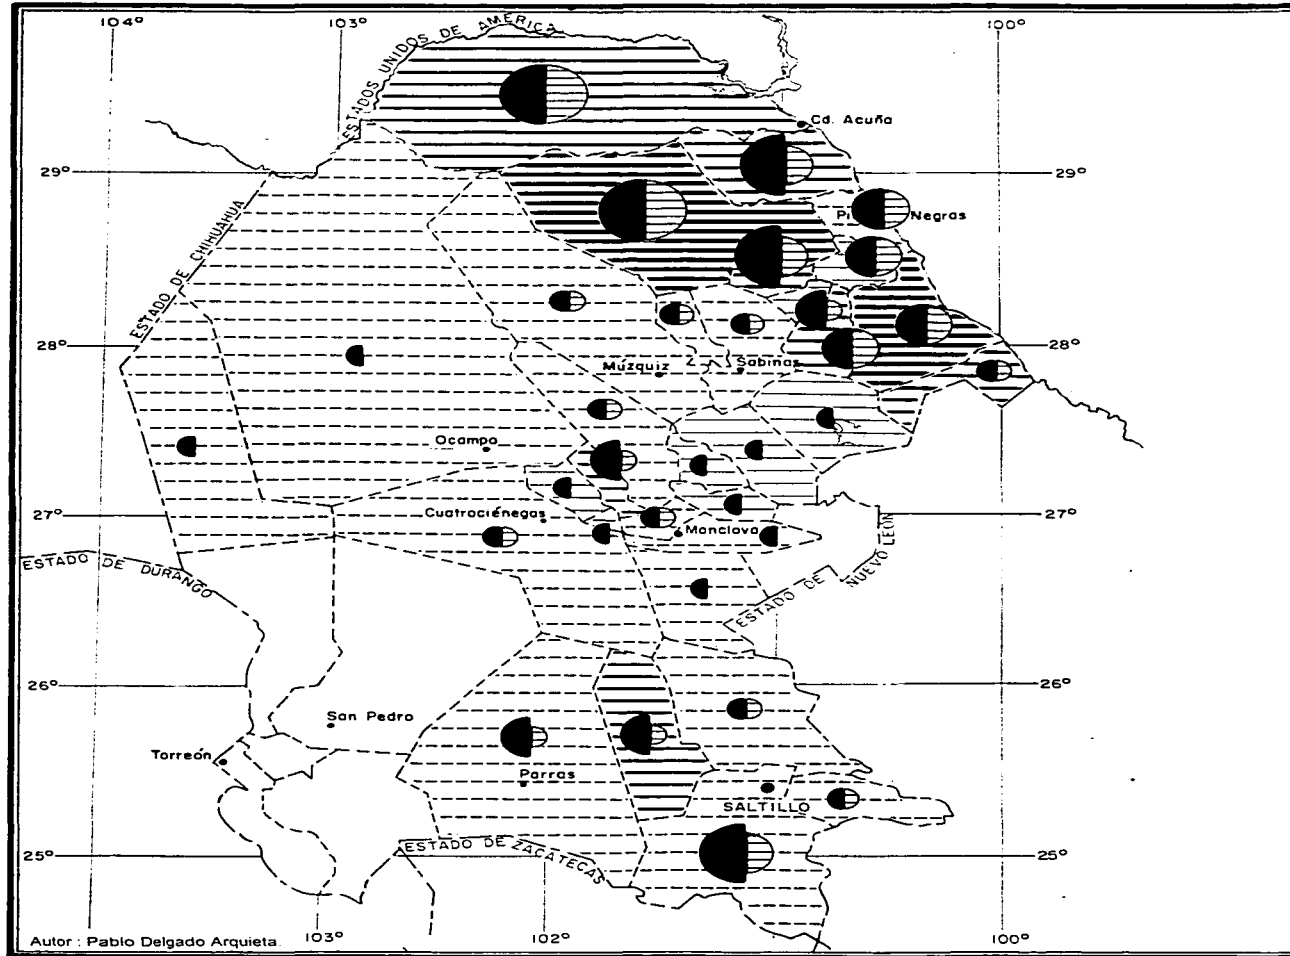 104°
103°
100°
ESTADOS UNIDOS DE AMERICA
Cd. Acuña
29°
29°
Negras
ESTADO DE CHIHUAHUA
28°
Múzquiz
Sabinas
28°
Ocampo
27°
Cuatrociénegas
Monclova
27°
ESTADO DE DURANGO
ESTADO DE NUEVO LEON
26°
26°
San Pedro
Torreón
Parras
SALTILLO
25°
ESTADO DE ZACATECAS
25°
Autor : Pablo Delgado Arquieta.
103°
102°
100°